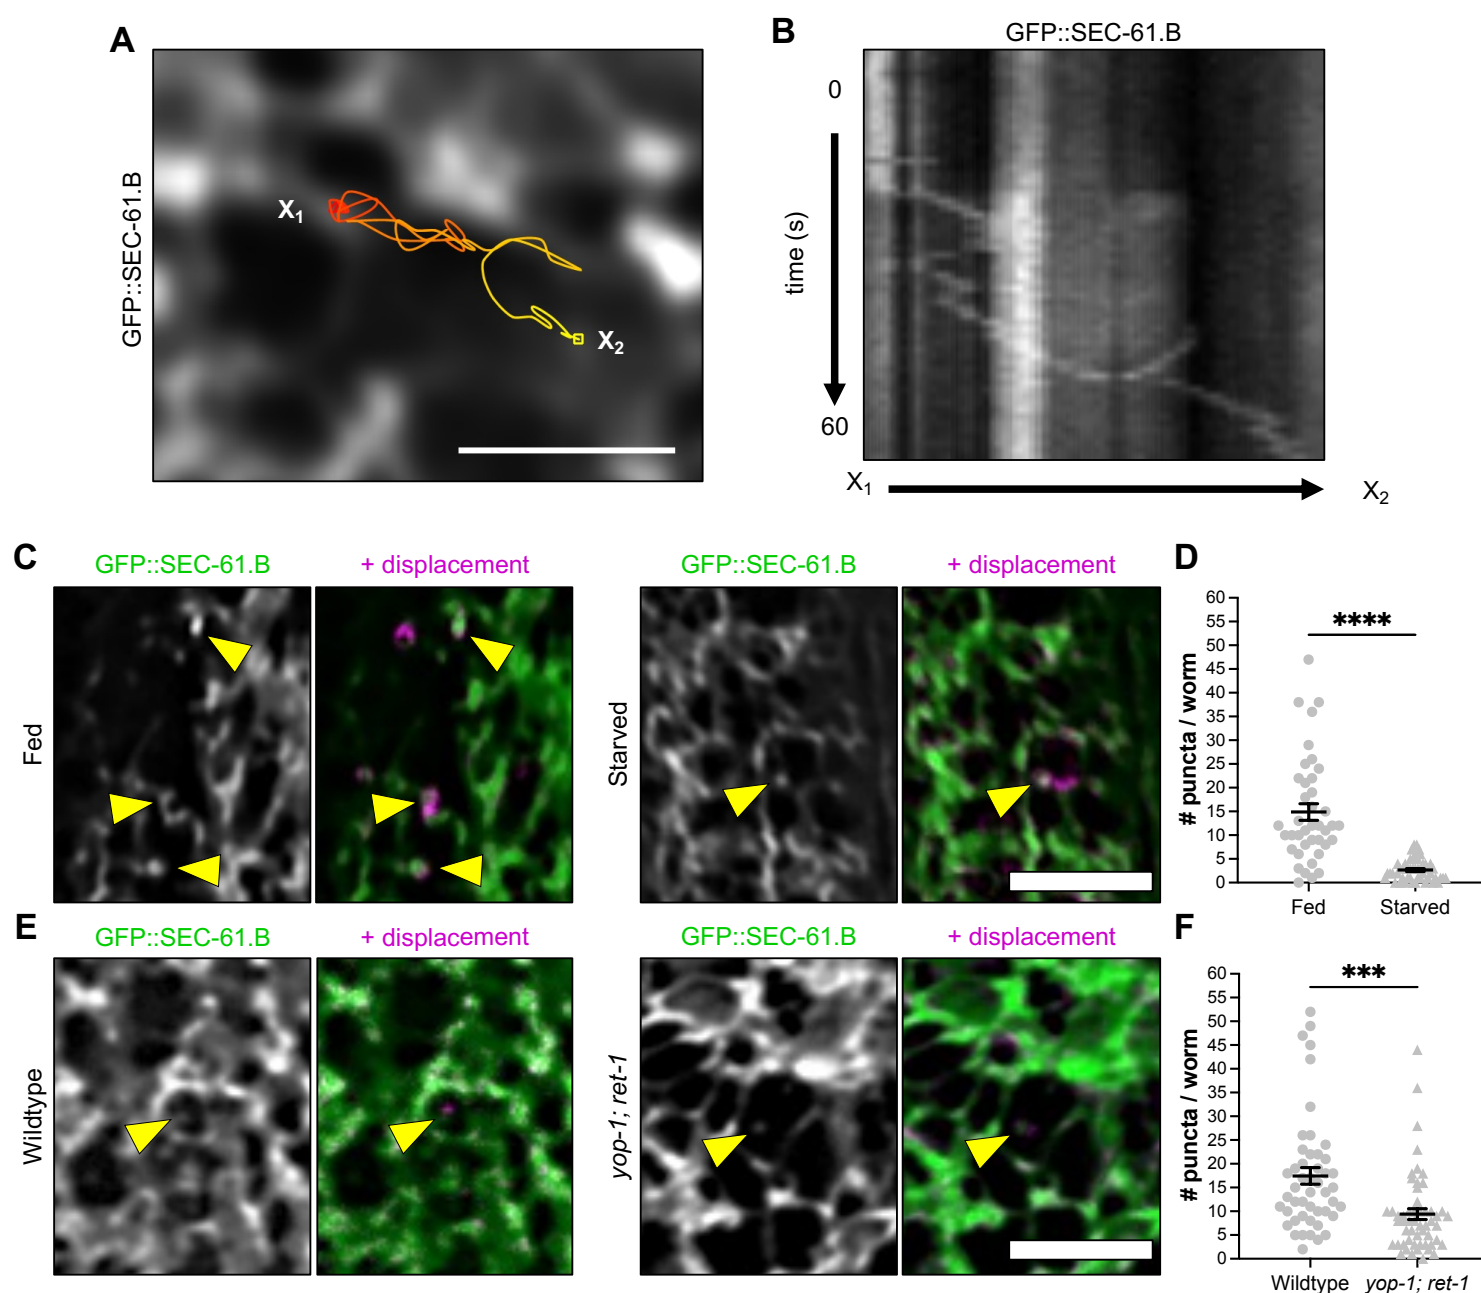 A
GFP::SEC-61.B
X1
X2
B
GFP::SEC-61.B
0
time (s)
60
X1
X2
C
GFP::SEC-61.B
+ displacement
GFP::SEC-61.B
+ displacement
Fed
Starved
D
# puncta / worm
60
55
50
45
40
35
30
25
20
15
10
5
0
****
Fed
Starved
E
GFP::SEC-61.B
+ displacement
GFP::SEC-61.B
+ displacement
Wildtype
yop-1; ret-1
F
# puncta / worm
60
55
50
45
40
35
30
25
20
15
10
5
0
***
Wildtype
yop-1; ret-1